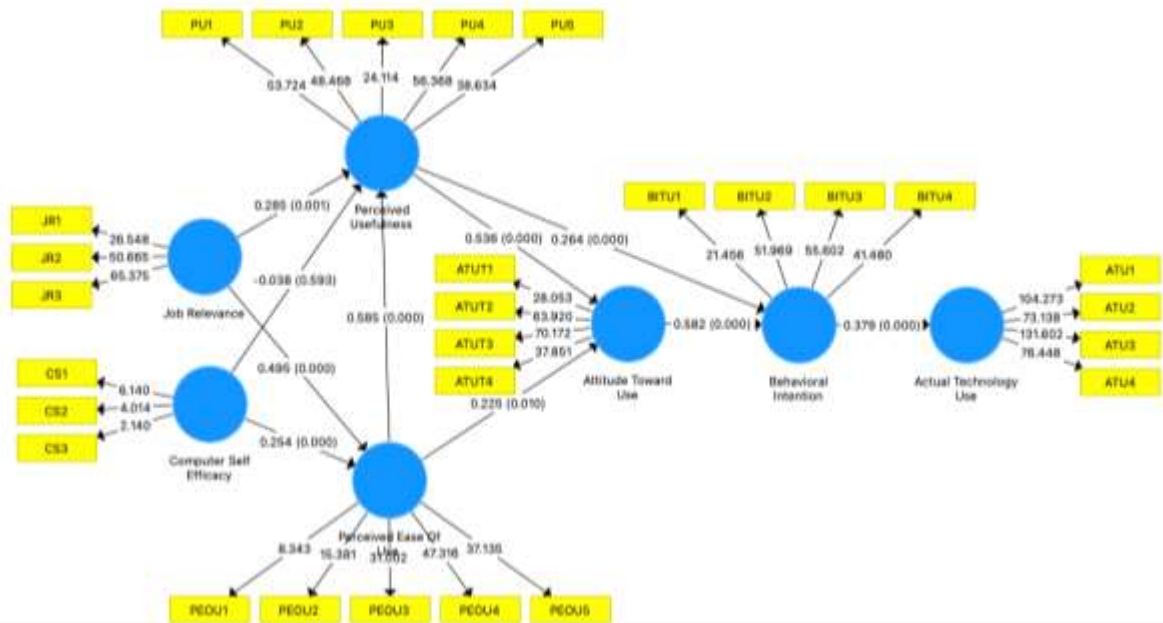 PU1 PU2 PU3 PU4 PU5
53.724 48.468 24.114 56.368 38.634
Perceived
Usefulness
BITU1 BITU2 BITU3 BITU4
21.456 51.969 55.602 41.480
JR1
JR2
JR3
26.548
50.665
65.375
Job Relevance
0.285 (0.001)
-0.038 (0.593)
0.585 (0.000)
0.536 (0.000)
0.264 (0.000)
ATUT1
ATUT2
ATUT3
ATUT4
28.053
63.920
70.172
37.851
Attitude Toward
Use
0.582 (0.000)
Behavioral
Intention
0.379 (0.000)
Actual Technology
Use
104.273
73.138
131.602
76.448
ATU1
ATU2
ATU3
ATU4
0.495 (0.000)
CS1
CS2
CS3
6.140
4.014
2.140
Computer Self
Efficacy
0.254 (0.000)
0.225 (0.010)
Perceived Ease Of
Use
8.343 15.381 47.316 37.135
PEOU1 PEOU2 PEOU3 PEOU4 PEOU5